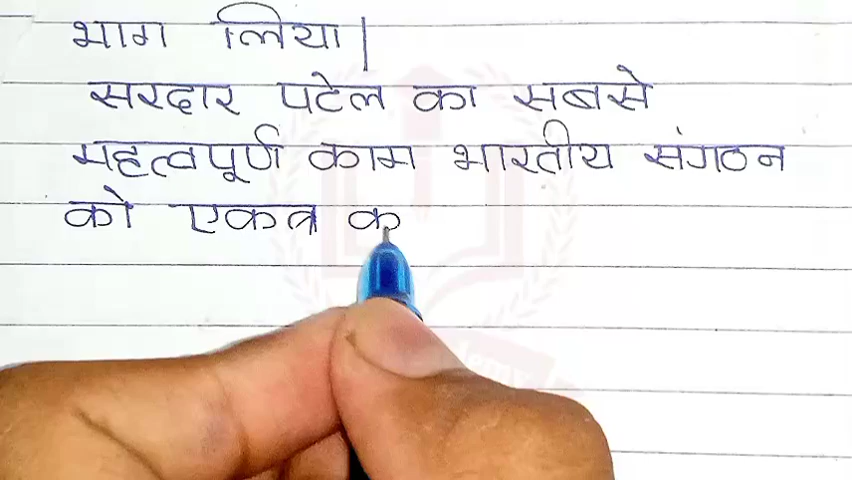 भाग लिया|
सरदार पटेल का सबसे
महत्वपूर्ण काम भारतीय संगठन
को एकत्र क